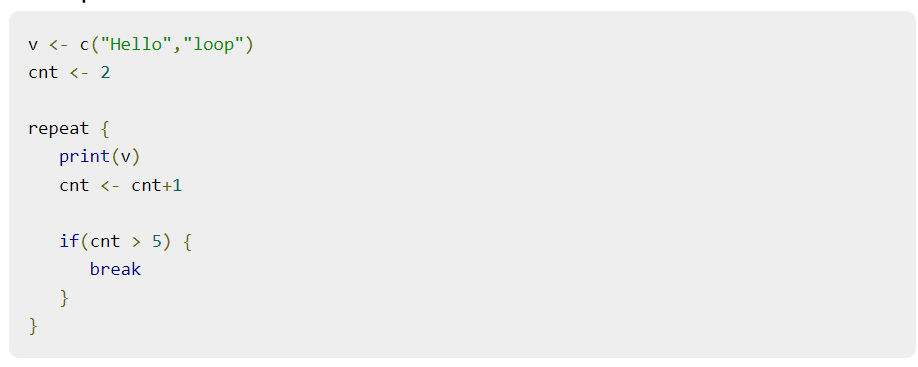 v <- c("Hello","loop")
cnt <- 2

repeat {
   print(v)
   cnt <- cnt+1

   if(cnt > 5) {
      break
   }
}